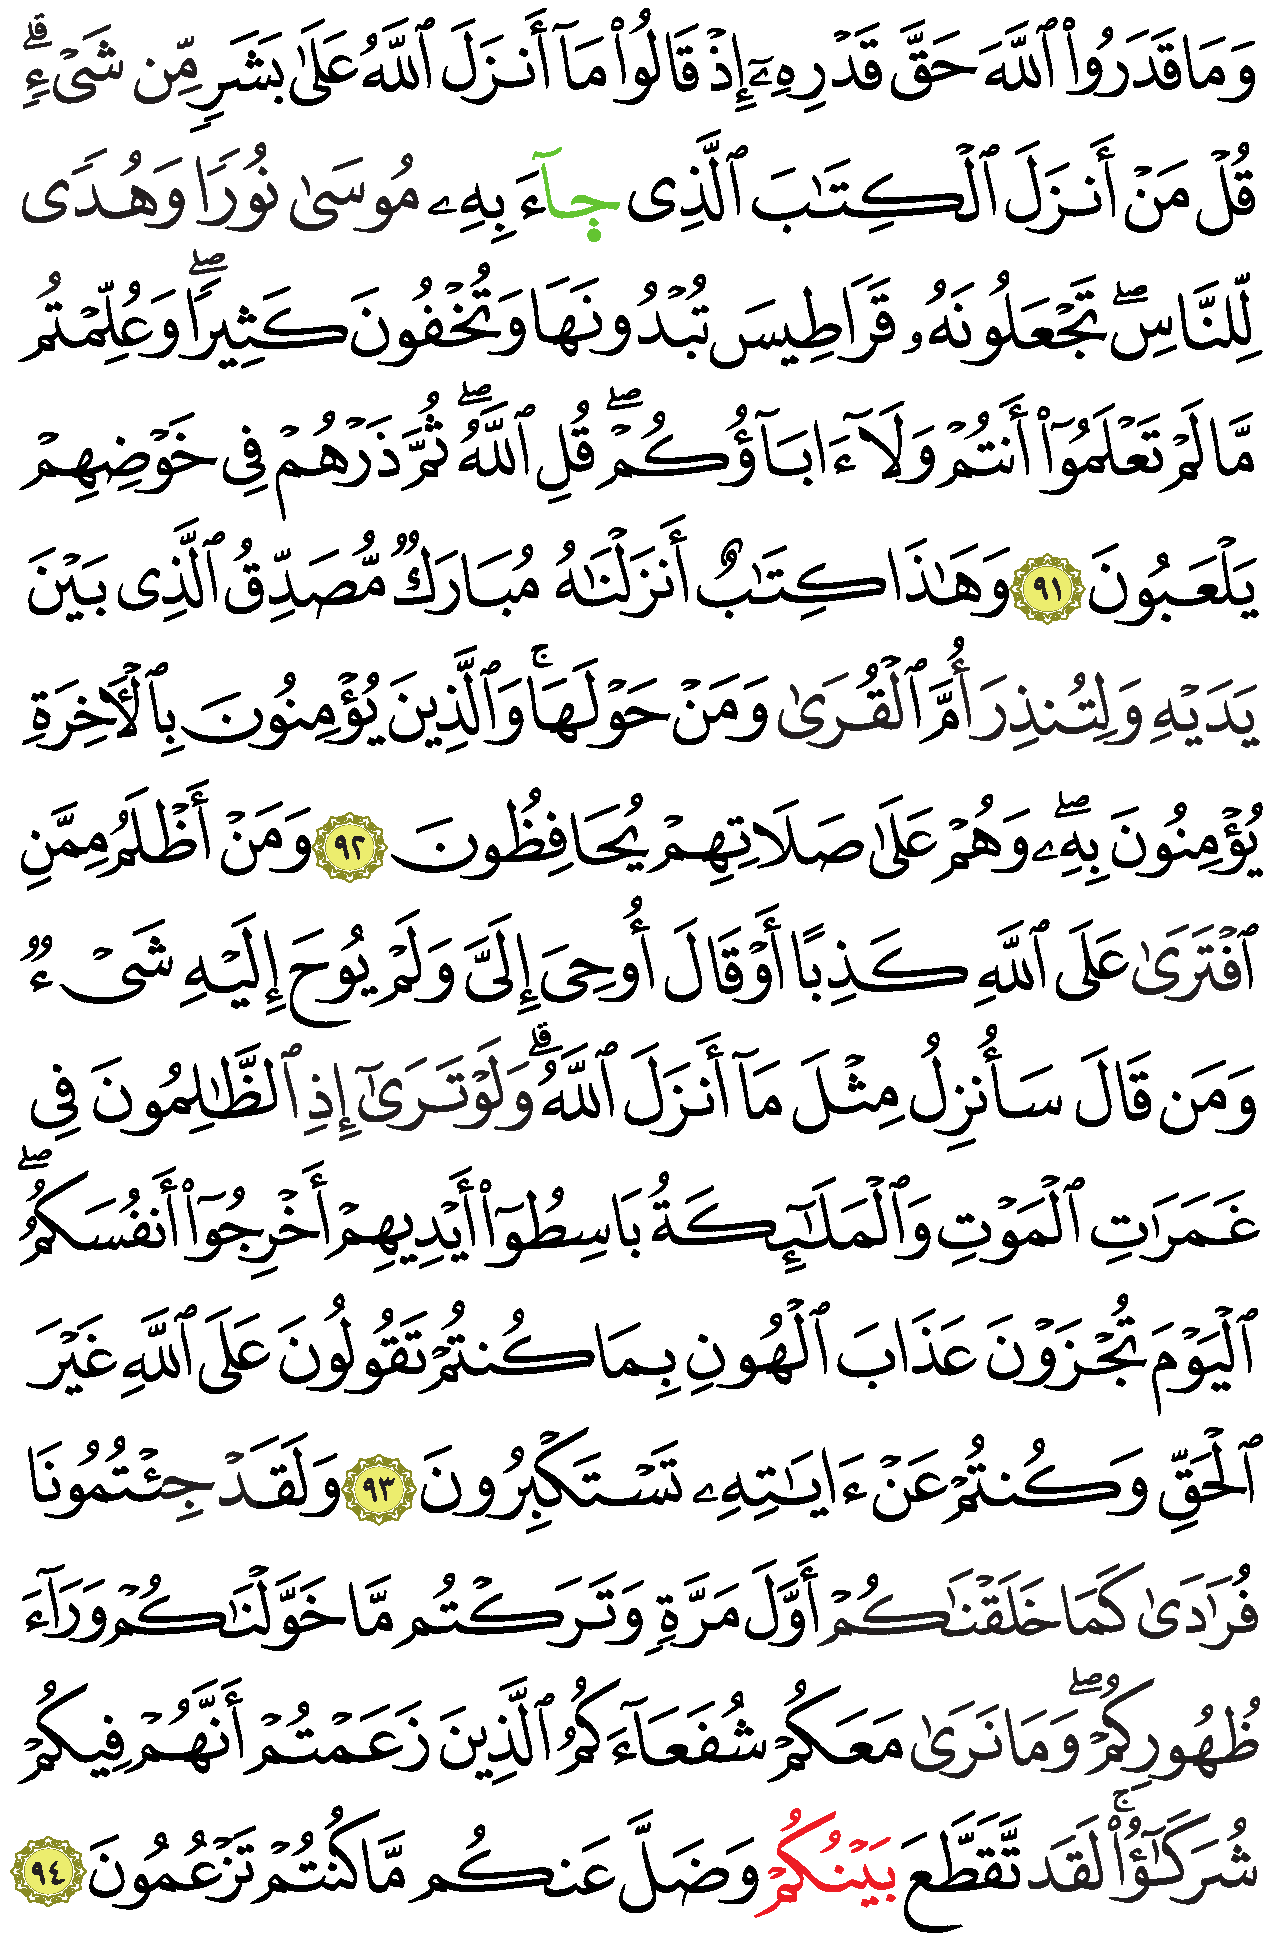 وَمَا قَدَرُوا۟ ٱللَّهَ حَقَّ قَدْرِهِۦٓ إِذْ قَالُوا۟ مَآ أَنزَلَ ٱللَّهُ عَلَىٰ بَشَرٍ مِّن شَىْءٍ ۗ
قُلْ مَنْ أَنزَلَ ٱلْكِتَـٰبَ ٱلَّذِى جَآءَ بِهِۦ مُوسَىٰ نُورًا وَهُدًى
لِّلنَّاسِ ۖ تَجْعَلُونَهُۥ قَرَاطِيسَ تُبْدُونَهَا وَتُخْفُونَ كَثِيرًا ۖ وَعُلِّمْتُم
مَّا لَمْ تَعْلَمُوٓا۟ أَنتُمْ وَلَآ ءَابَآؤُكُمْ ۖ قُلِ ٱللَّهُ ۖ ثُمَّ ذَرْهُمْ فِى خَوْضِهِمْ
يَلْعَبُونَ ٩١ وَهَـٰذَا كِتَـٰبٌ أَنزَلْنَـٰهُ مُبَارَكٌ مُّصَدِّقُ ٱلَّذِى بَيْنَ
يَدَيْهِ وَلِتُنذِرَ أُمَّ ٱلْقُرَىٰ وَمَنْ حَوْلَهَا ۚ وَٱلَّذِينَ يُؤْمِنُونَ بِٱلْـَٔاخِرَةِ
يُؤْمِنُونَ بِهِۦ ۖ وَهُمْ عَلَىٰ صَلَاتِهِمْ يُحَافِظُونَ ٩٢ وَمَنْ أَظْلَمُ مِمَّنِ
ٱفْتَرَىٰ عَلَى ٱللَّهِ كَذِبًا أَوْ قَالَ أُوحِىَ إِلَىَّ وَلَمْ يُوحَ إِلَيْهِ شَىْءٌ
وَمَن قَالَ سَأُنزِلُ مِثْلَ مَآ أَنزَلَ ٱللَّهُ ۗ وَلَوْ تَرَىٰٓ إِذِ ٱلظَّـٰلِمُونَ فِى
غَمَرَٰتِ ٱلْمَوْتِ وَٱلْمَلَـٰٓئِكَةُ بَاسِطُوٓا۟ أَيْدِيهِمْ أَخْرِجُوٓا۟ أَنفُسَكُمُ ۖ
ٱلْيَوْمَ تُجْزَوْنَ عَذَابَ ٱلْهُونِ بِمَا كُنتُمْ تَقُولُونَ عَلَى ٱللَّهِ غَيْرَ
ٱلْحَقِّ وَكُنتُمْ عَنْ ءَايَـٰتِهِۦ تَسْتَكْبِرُونَ ٩٣ وَلَقَدْ جِئْتُمُونَا
فُرَٰدَىٰ كَمَا خَلَقْنَـٰكُمْ أَوَّلَ مَرَّةٍ وَتَرَكْتُم مَّا خَوَّلْنَـٰكُمْ وَرَآءَ
ظُهُورِكُمْ ۖ وَمَا نَرَىٰ مَعَكُمْ شُفَعَآءَكُمُ ٱلَّذِينَ زَعَمْتُمْ أَنَّهُمْ فِيكُمْ
شُرَكَـٰٓؤُا۟ ۚ لَقَد تَّقَطَّعَ بَيْنُكُمْ وَضَلَّ عَنكُم مَّا كُنتُمْ تَزْعُمُونَ ٩٤